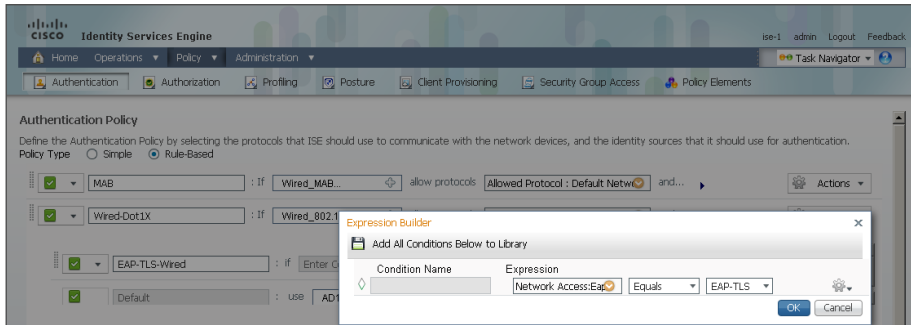 CISCO Identity Services Engine
ise-1 admin Logout Feedback
Home Operations Policy Administration
Task Navigator
Authentication Authorization Profiling Posture Client Provisioning Security Group Access Policy Elements
Authentication Policy
Define the Authentication Policy by selecting the protocols that ISE should use to communicate with the network devices, and the identity sources that it should use for authentication.
Policy Type Simple Rule-Based
MAB : If Wired_MAB... allow protocols Allowed Protocol : Default Netw and... Actions
Wired-Dot1X : If Wired_802.1
Expression Builder
Add All Conditions Below to Library
EAP-TLS-Wired : if Enter Co
Condition Name Expression
Network Access:Eap Equals EAP-TLS
Default : use AD1
OK Cancel